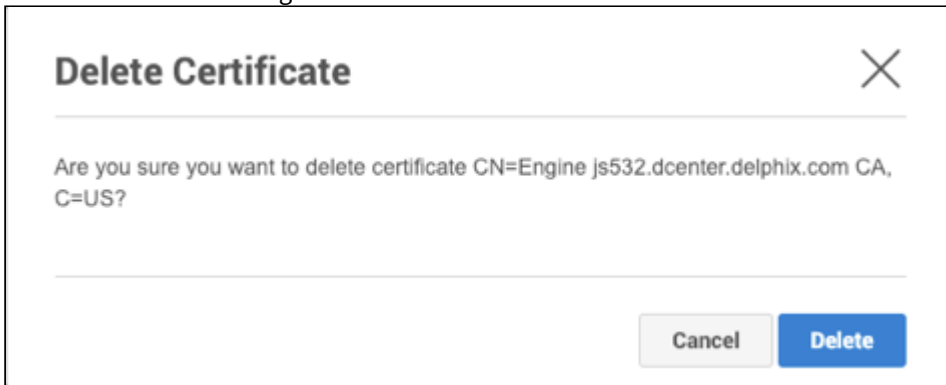 Delete Certificate
Are you sure you want to delete certificate CN=Engine js532.dcenter.delphix.com CA,
C=US?
Cancel Delete